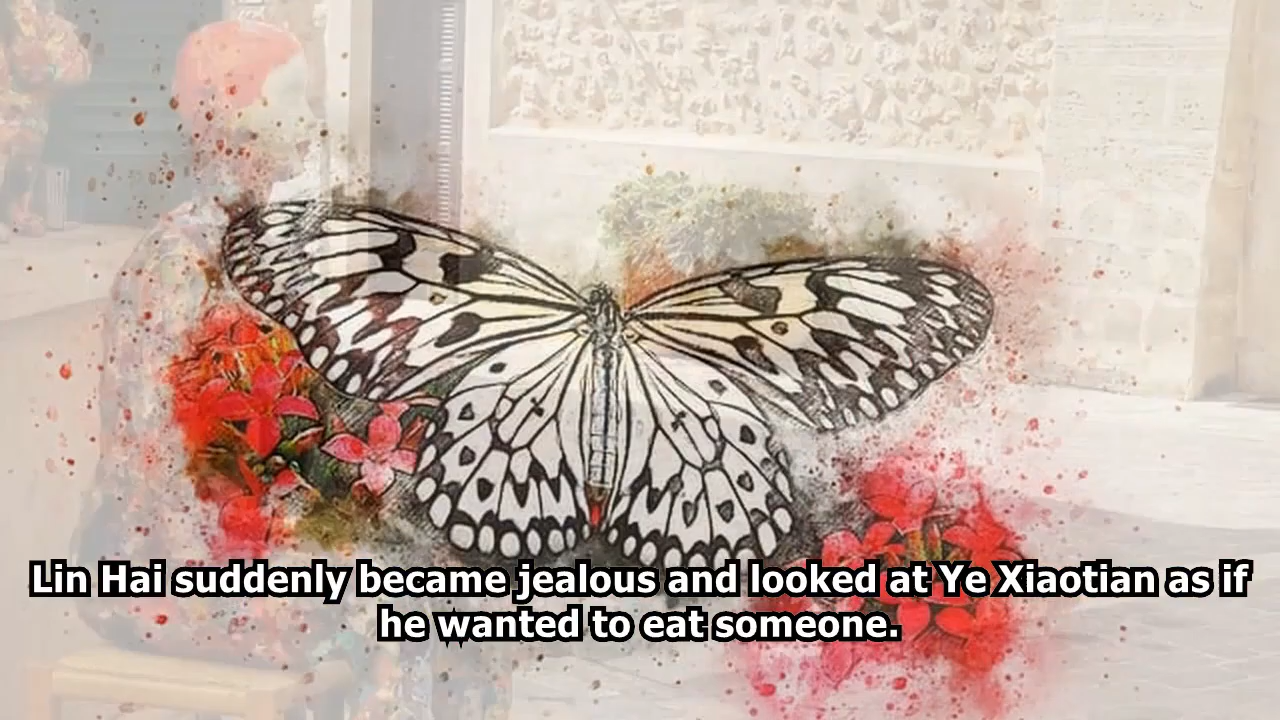 Lin Hai suddenly became jealous and looked at Ye Xiaotian as if
he wanted to eat someone.